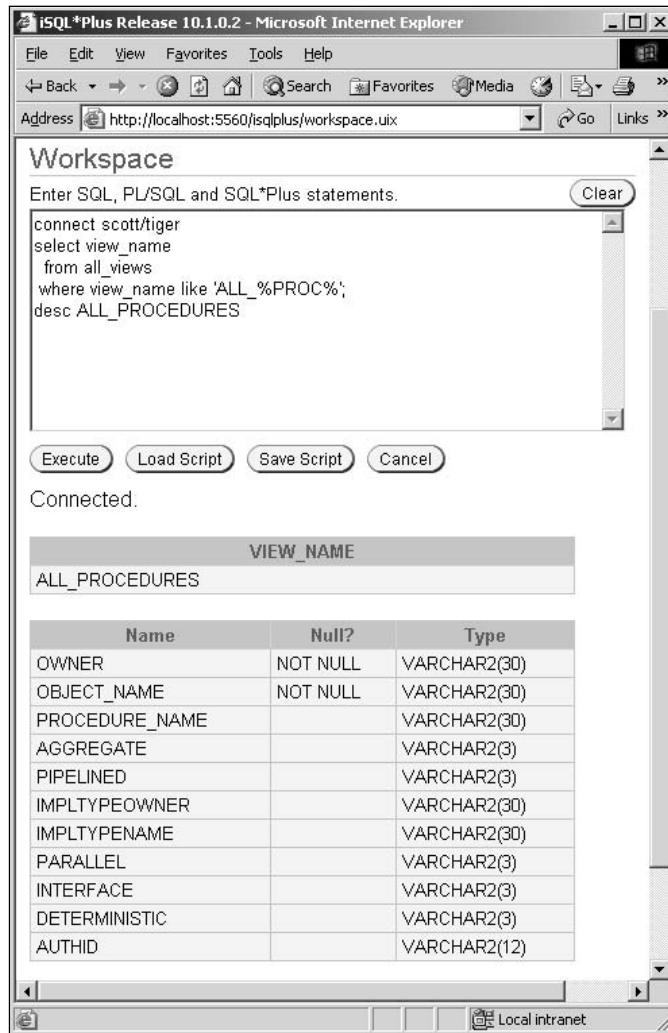 iSQL*Plus Release 10.1.0.2 - Microsoft Internet Explorer
File Edit View Favorites Tools Help
Back Search Favorites Media »
Address http://localhost:5560/isqlplus/workspace.uix Go Links »
Workspace
Enter SQL, PL/SQL and SQL*Plus statements. Clear
connect scott/tiger
select view_name
from all_views
where view_name like 'ALL_%PROC%';
desc ALL_PROCEDURES
Execute Load Script Save Script Cancel
Connected.
VIEW_NAME
ALL_PROCEDURES
Name Null? Type
OWNER NOT NULL VARCHAR2(30)
OBJECT_NAME NOT NULL VARCHAR2(30)
PROCEDURE_NAME VARCHAR2(30)
AGGREGATE VARCHAR2(3)
PIPELINED VARCHAR2(3)
IMPLTYPEOWNER VARCHAR2(30)
IMPLTYPENAME VARCHAR2(30)
PARALLEL VARCHAR2(3)
INTERFACE VARCHAR2(3)
DETERMINISTIC VARCHAR2(3)
AUTHID VARCHAR2(12)
Local intranet